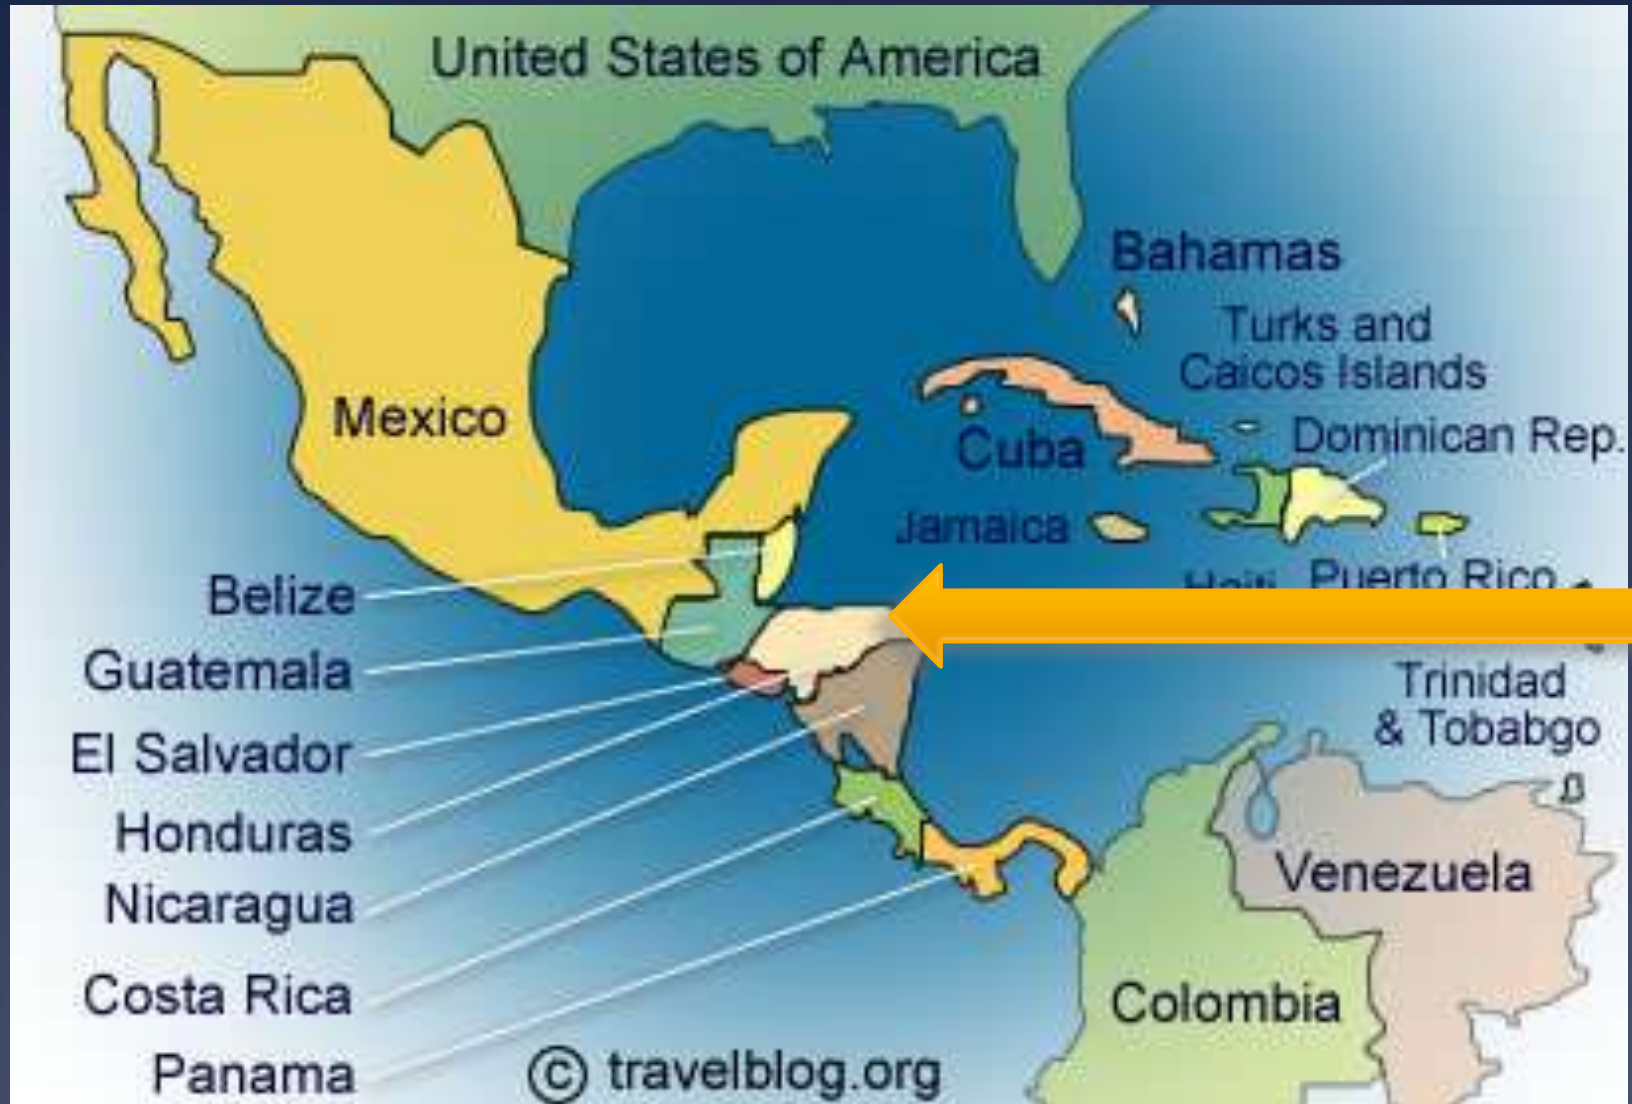 United States of America
Bahamas
Turks and
Caicos Islands
Mexico
Dominican Rep.
Cuba
Jamaica
Haiti
Puerto Rico
Belize
Guatemala
El Salvador
Honduras
Nicaragua
Costa Rica
Panama
Trinidad
& Tobabgo
Venezuela
Colombia
© travelblog.org